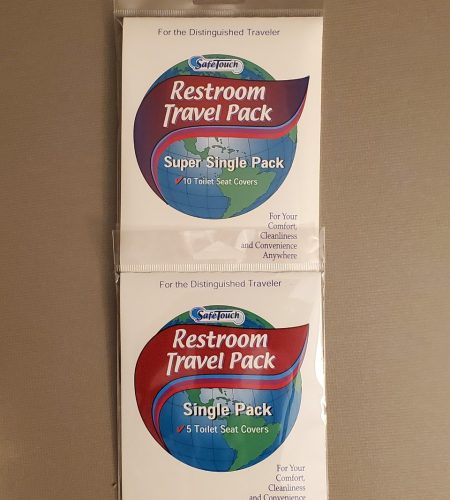 For the Distinguished Traveler
SafeTouch
Restroom
Travel Pack
Super Single Pack
✓10 Toilet Seat Covers
For Your
Comfort,
Cleanliness
and Convenience
Anywhere
For the Distinguished Traveler
SafeTouch
Restroom
Travel Pack
Single Pack
✓5 Toilet Seat Covers
For Your
Comfort,
Cleanliness
and Convenience